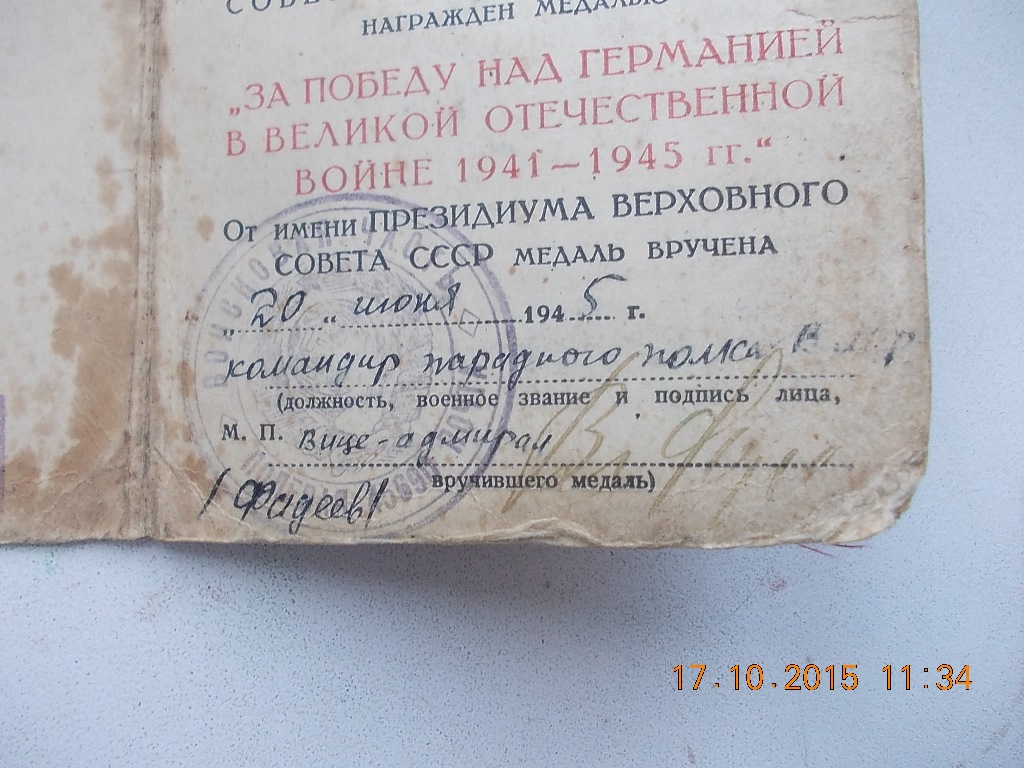 НАГРАЖДЕН МЕДАЛЬЮ
„ЗА ПОБЕДУ НАД ГЕРМАНИЕЙ
В ВЕЛИКОЙ ОТЕЧЕСТВЕННОЙ
ВОЙНЕ 1941—1945 гг.“
От имени ПРЕЗИДИУМА ВЕРХОВНОГО
СОВЕТА СССР МЕДАЛЬ ВРУЧЕНА
„20„ июня 1945 г.
командир парадного полка
(должность, военное звание и подпись лица,
М. П. Вице-адмирал
вручившего медаль)
/Фадеев/
ВОИНСКАЯ ЧАСТЬ
17.10.2015 11:34